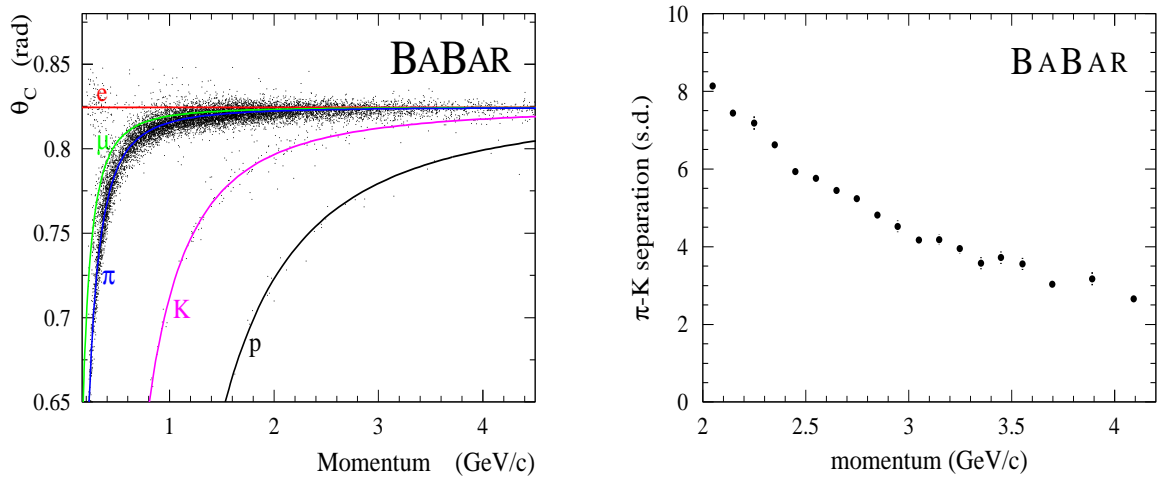 θC (rad)
0.85
0.8
0.75
0.7
0.65
BABAR
e
μ
π
K
p
1 2 3 4
Momentum (GeV/c)
π-K separation (s.d.)
10
8
6
4
2
0
BABAR
2 2.5 3 3.5 4
momentum (GeV/c)